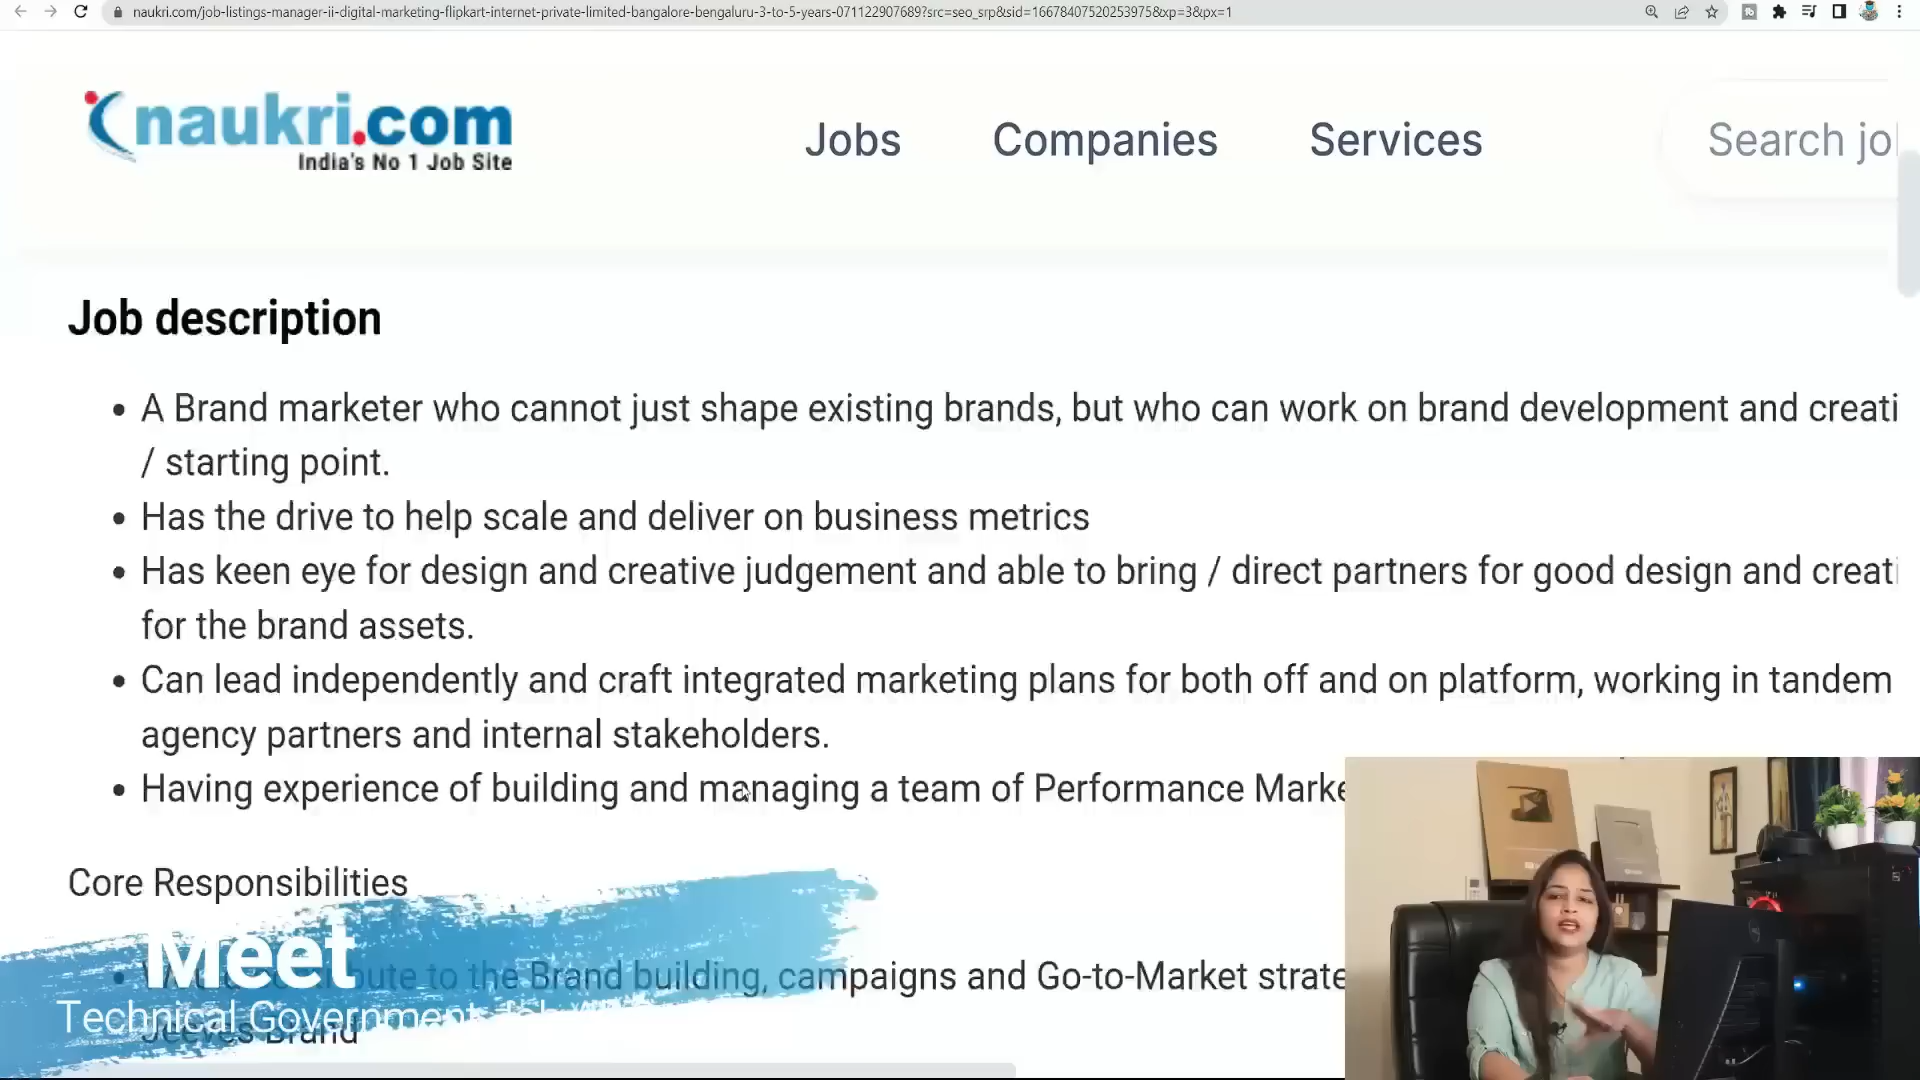 naukri.com/job-listings-manager-ii-digital-marketing-flipkart-internet-private-limited-bangalore-bengaluru-3-to-5-years-071122907689?src=seo_srp&sid=16678407520253975&xp=3&px=1
naukri.com
India's No 1 Job Site
Jobs Companies Services Search jo
Job description
• A Brand marketer who cannot just shape existing brands, but who can work on brand development and creati
/ starting point.
• Has the drive to help scale and deliver on business metrics
• Has keen eye for design and creative judgement and able to bring / direct partners for good design and creati
for the brand assets.
• Can lead independently and craft integrated marketing plans for both off and on platform, working in tandem
agency partners and internal stakeholders.
• Having experience of building and managing a team of Performance Marke
Core Responsibilities
Meet
• to the Brand building, campaigns and Go-to-Market strate
Technical Government
Jeeves Brand